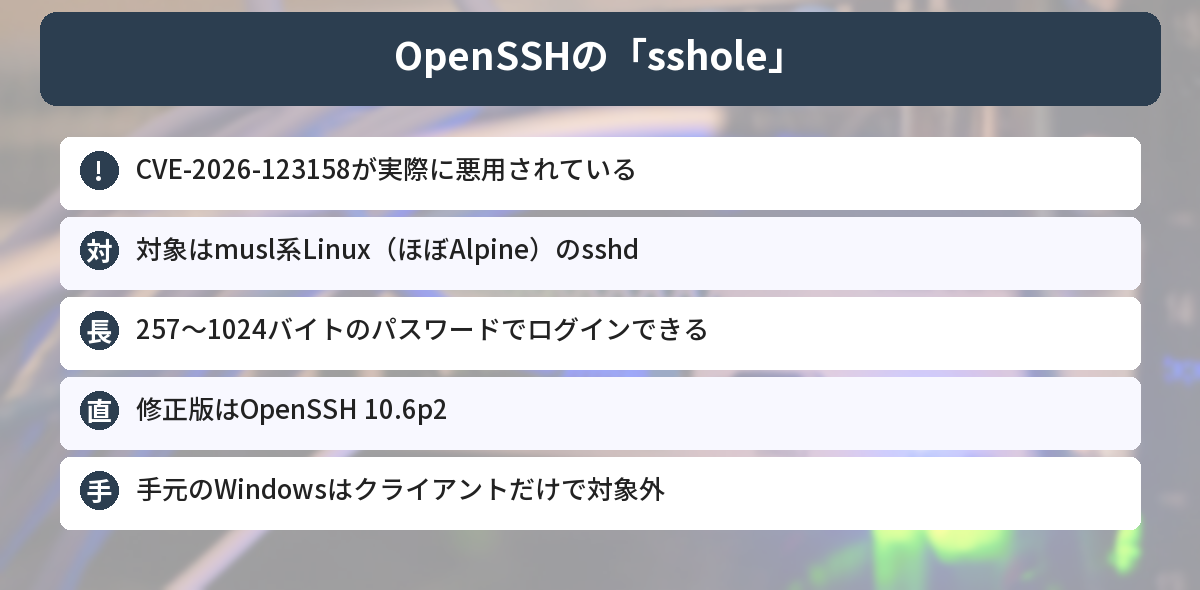 OpenSSHの「sshole」
! CVE-2026-123158が実際に悪用されている
対 対象はmusl系Linux（ほぼAlpine）のsshd
長 257〜1024バイトのパスワードでログインできる
直 修正版はOpenSSH 10.6p2
手 手元のWindowsはクライアントだけで対象外